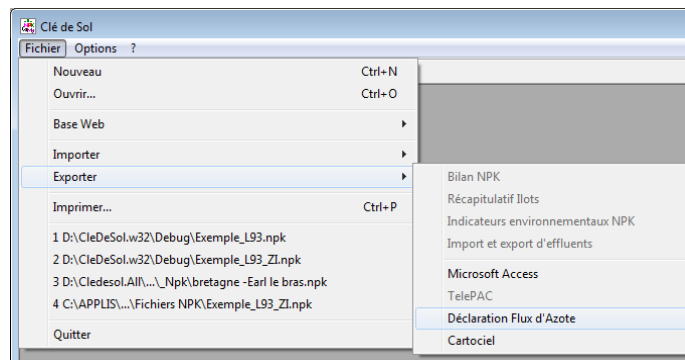 Clé de Sol
Fichier Options ?
Nouveau Ctrl+N
Ouvrir... Ctrl+O
Base Web
Importer
Exporter
Imprimer... Ctrl+P
1 D:\CleDeSol.w32\Debug\Exemple_L93.npk
2 D:\CleDeSol.w32\Debug\Exemple_L93_ZI.npk
3 D:\Cledesol.All\...\_Npk\bretagne -Earl le bras.npk
4 C:\APPLIS\...\Fichiers NPK\Exemple_L93_ZI.npk
Quitter
Bilan NPK
Récapitulatif Ilots
Indicateurs environnementaux NPK
Import et export d'effluents
Microsoft Access
TelePAC
Déclaration Flux d'Azote
Cartociel